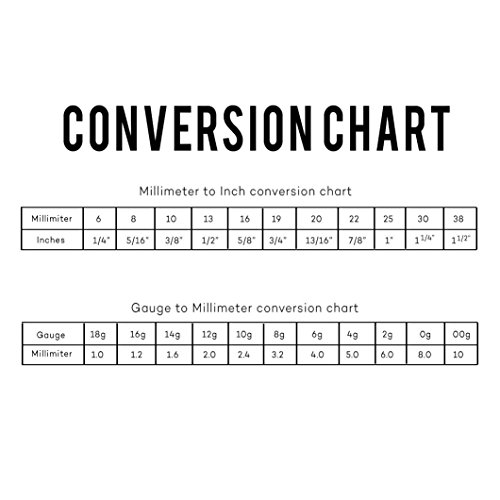 CONVERSION CHART
Millimeter to Inch conversion chart
Millimiter 6 8 10 13 16 19 20 22 25 30 38
Inches 1/4" 5/16" 3/8" 1/2" 5/8" 3/4" 13/16" 7/8" 1" 1 1/4" 1 1/2"
Gauge to Millimeter conversion chart
Gauge 18g 16g 14g 12g 10g 8g 6g 4g 2g 0g 00g
Millimiter 1.0 1.2 1.6 2.0 2.4 3.2 4.0 5.0 6.0 8.0 10